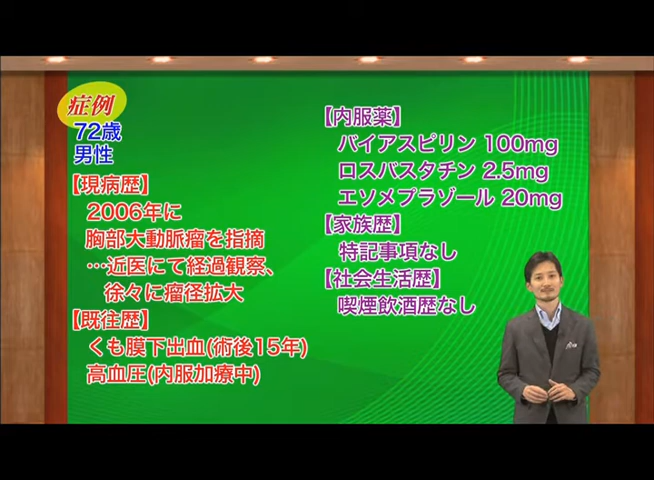 症例
72歳
男性
【現病歴】
2006年に
胸部大動脈瘤を指摘
…近医にて経過観察、
徐々に瘤径拡大
【既往歴】
くも膜下出血(術後15年)
高血圧(内服加療中)
【内服薬】
バイアスピリン 100mg
ロスバスタチン 2.5mg
エソメプラゾール 20mg
【家族歴】
特記事項なし
【社会生活歴】
喫煙飲酒歴なし